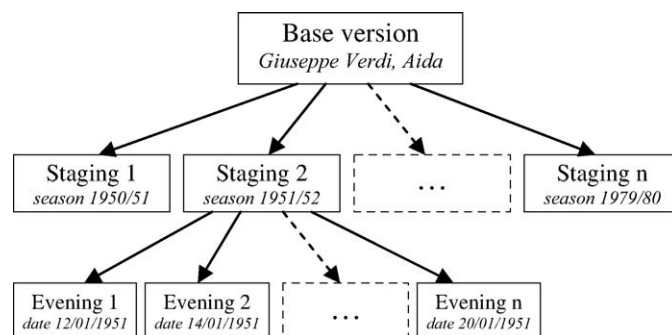 Base version
Giuseppe Verdi, Aida
Staging 1
season 1950/51
Staging 2
season 1951/52
...
Staging n
season 1979/80
Evening 1
date 12/01/1951
Evening 2
date 14/01/1951
...
Evening n
date 20/01/1951